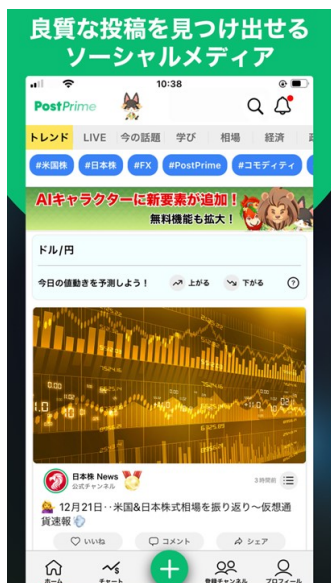 良質な投稿を見つけ出せる
ソーシャルメディア
10:38
PostPrime
トレンド LIVE 今の話題 学び 相場 経済
#米国株 #日本株 #FX #PostPrime #コモディティ
AIキャラクターに新要素が追加！
無料機能も拡大！
ドル/円
今日の値動きを予測しよう！ 上がる 下がる ?
日本株 News
公式チャンネル
3時間前
12月21日‥米国&日本株式相場を振り返り〜仮想通
貨速報
いいね コメント シェア
ホーム チャート 登録チャンネル プロフィール